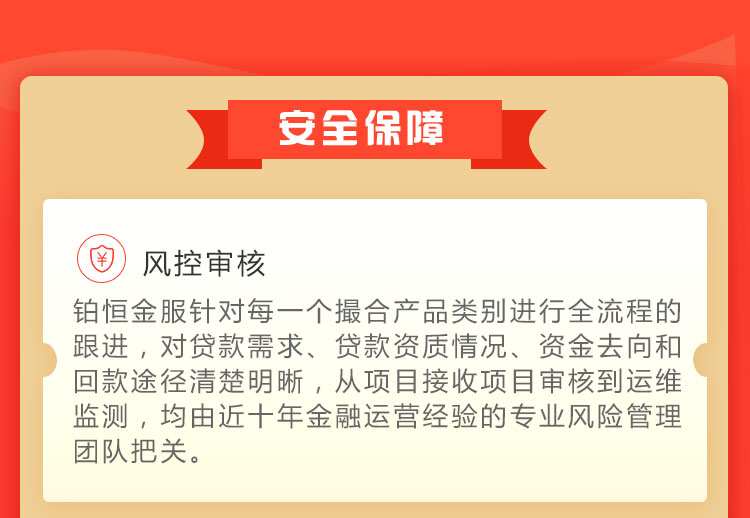 安全保障
¥
风控审核
铂恒金服针对每一个撮合产品类别进行全流程的
跟进，对贷款需求、贷款资质情况、资金去向和
回款途径清楚明晰，从项目接收项目审核到运维
监测，均由近十年金融运营经验的专业风险管理
团队把关。